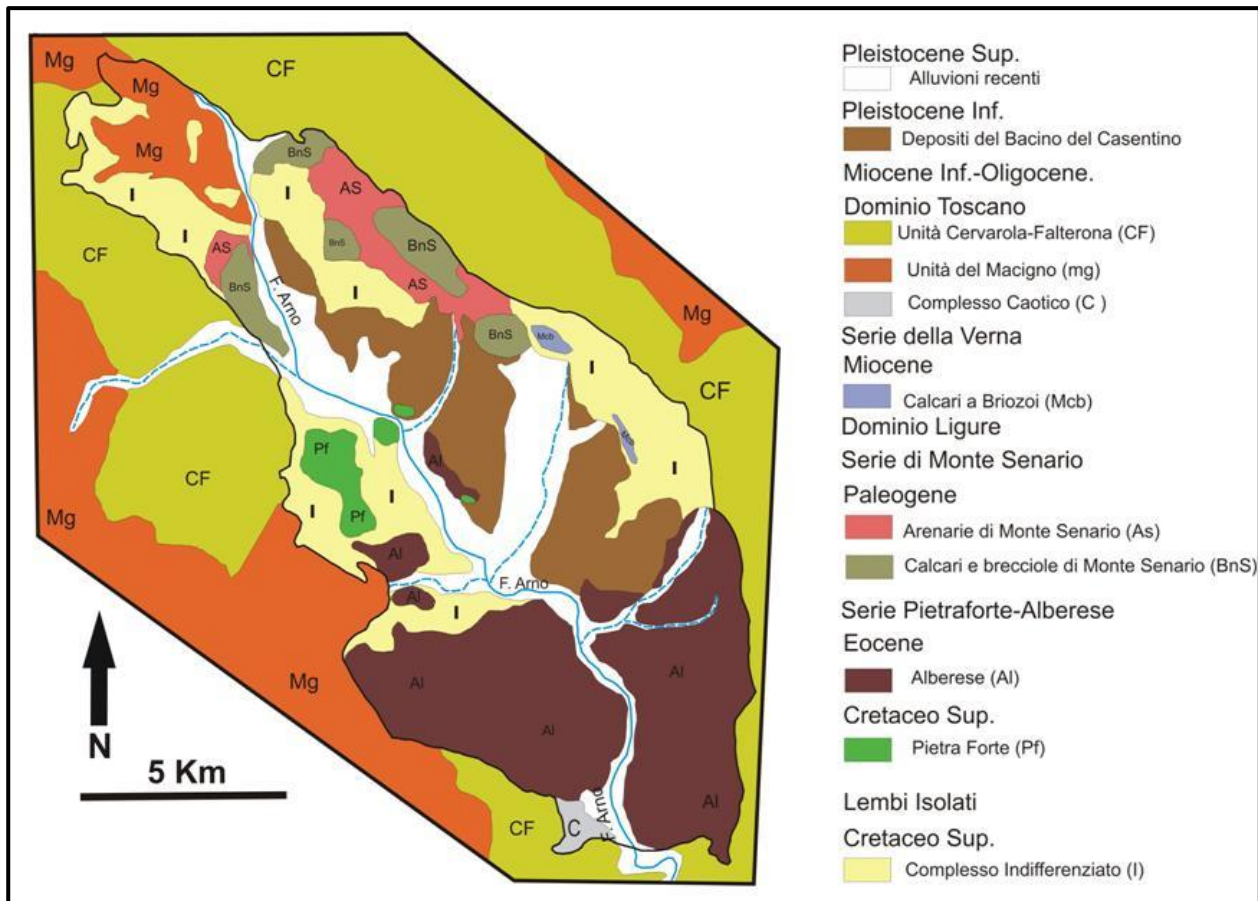 Mg
Mg
CF
Mg
BnS
AS
I
I
I
AS
BnS
BnS
CF
BnS
AS
F. Arno
I
Mg
BnS
Mcb
I
CF
Mcb
CF
Pf
Al
I
I
I
Pf
Mg
Al
F. Arno
Al
I
Mg
Al
Al
Al
Al
N
5 Km
CF
C
F. Arno
Pleistocene Sup.
Alluvioni recenti
Pleistocene Inf.
Depositi del Bacino del Casentino
Miocene Inf.-Oligocene.
Dominio Toscano
Unità Cervarola-Falterona (CF)
Unità del Macigno (mg)
Complesso Caotico (C )
Serie della Verna
Miocene
Calcari a Briozoi (Mcb)
Dominio Ligure
Serie di Monte Senario
Paleogene
Arenarie di Monte Senario (As)
Calcari e brecciole di Monte Senario (BnS)
Serie Pietraforte-Alberese
Eocene
Alberese (Al)
Cretaceo Sup.
Pietra Forte (Pf)
Lembi Isolati
Cretaceo Sup.
Complesso Indifferenziato (I)